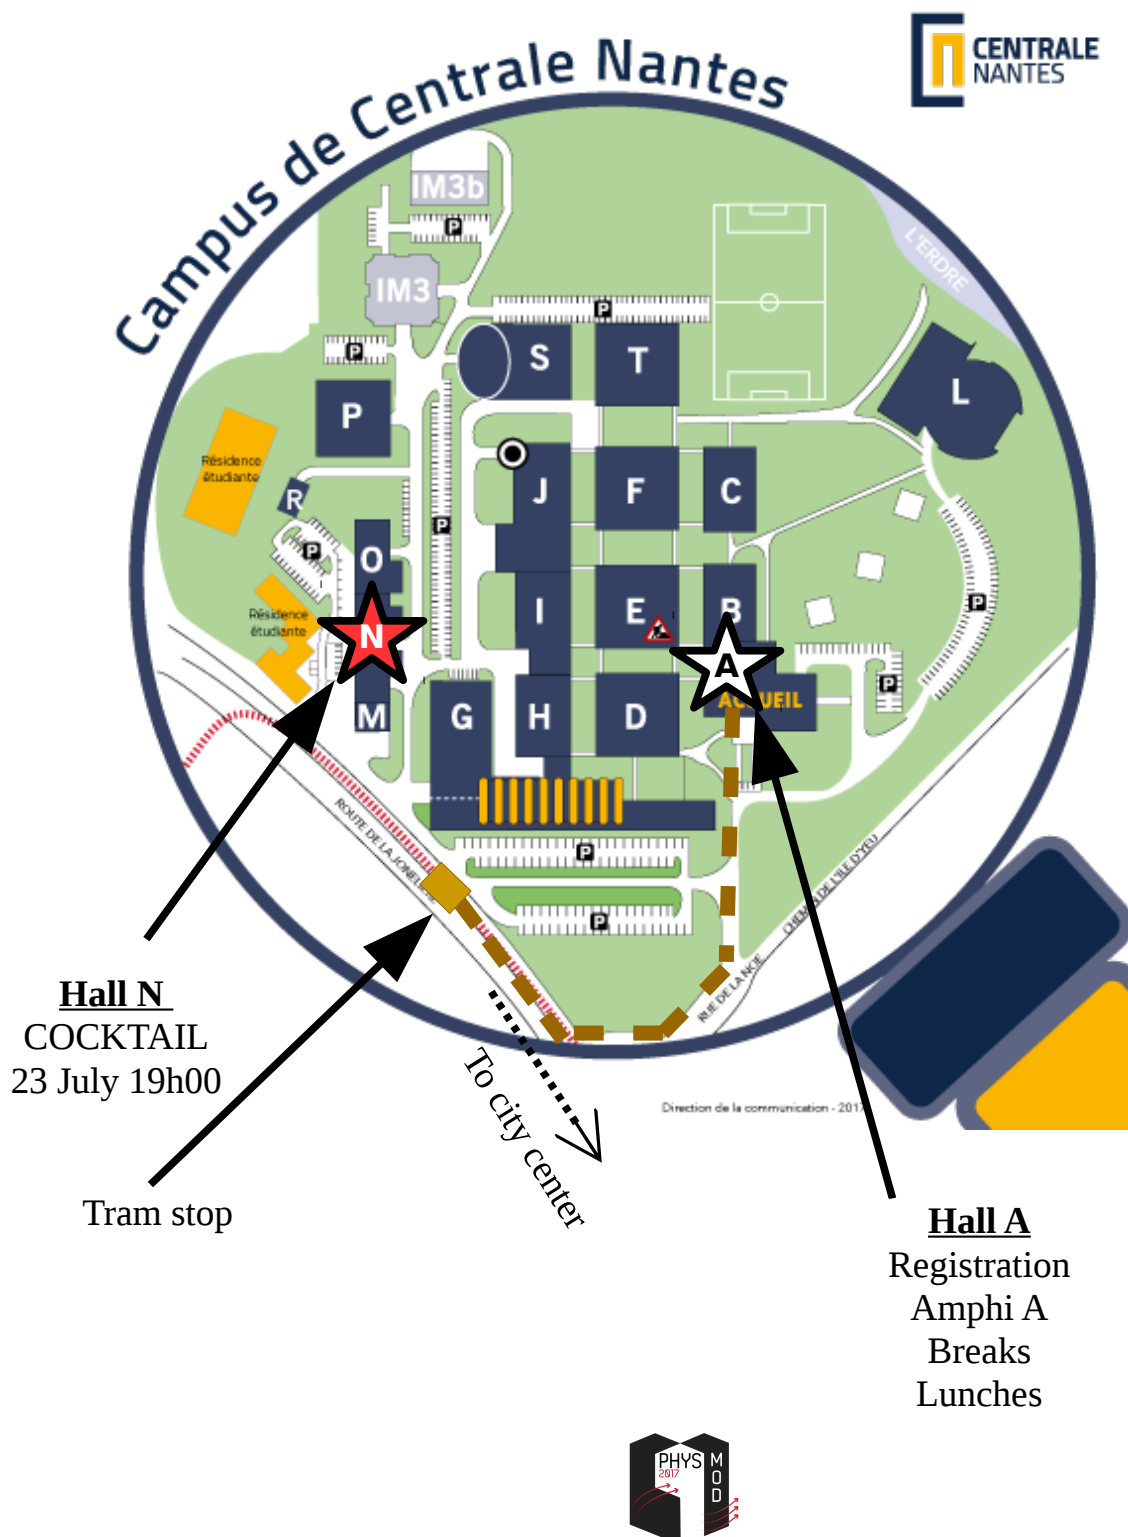 Campus de Centrale Nantes
CENTRALE
NANTES
IM3b
P
L'ERDRE
IM3
P
P
S
T
L
P
Résidence
étudiante
R
J
F
C
P
P
O
Résidence
étudiante
N
I
E
B
P
A
ACCUEIL
P
M
G
H
D
ROUTE DE LA JONELIÈRE
P
P
CHEMIN DE L'ILE D'YEU
RUE DE LA NOE
Hall N
COCKTAIL
23 July 19h00
To city center
Direction de la communication - 2017
Tram stop
Hall A
Registration
Amphi A
Breaks
Lunches
PHYS
2017
MOD